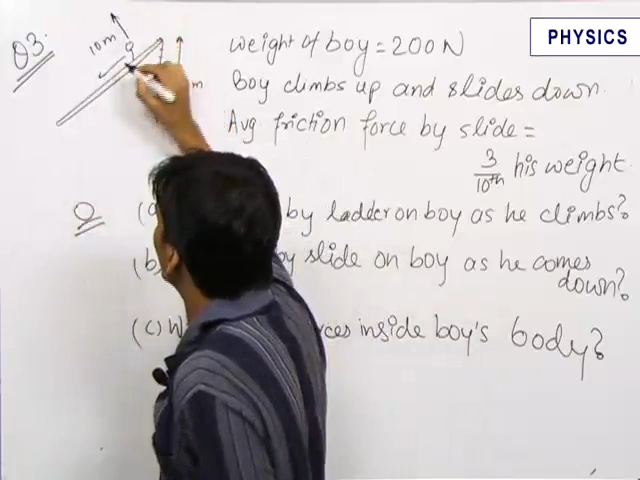 PHYSICS
Q3.
10m
m
weight of boy = 200 N
Boy climbs up and slides down.
Avg friction force by slide =
3/10th his weight.
Q
(a by ladder on boy as he climbs?
(b) by slide on boy as he comes
down?
(c) W ces inside boy's body?